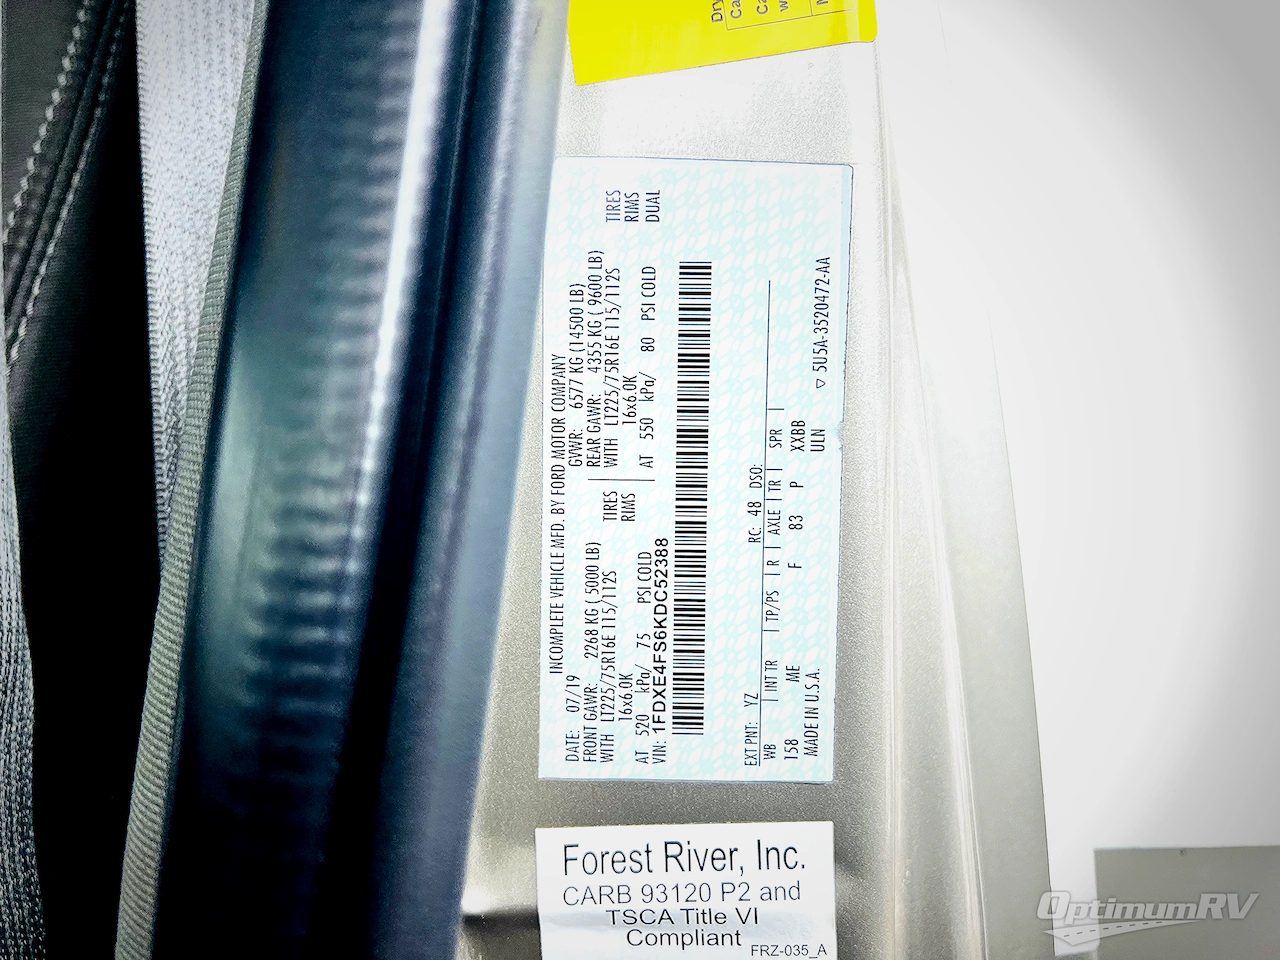 Dry
INCOMPLETE VEHICLE MFD. BY FORD MOTOR COMPANY
DATE: 07/19 GVWR: 6577 KG (14500 LB)
FRONT GAWR: 2268 KG (5000 LB) REAR GAWR: 4355 KG (9600 LB)
WITH LT225/75R16E 115/112S TIRES WITH LT225/75R16E 115/112S TIRES
16x6.0K RIMS 16x6.0K RIMS
AT 520 kPa/ 75 PSI COLD AT 550 kPa/ 80 PSI COLD DUAL
VIN: 1FDXE4FS6KDC52388
EXT PNT: YZ RC: 48 DSO:
WB | INT TR | TP/PS | R | AXLE | TR | SPR |
158 ME F 83 P XXBB
MADE IN U.S.A. ULN
▽ 5U5A-3520472-AA
Forest River, Inc.
CARB 93120 P2 and
TSCA Title VI
Compliant
FRZ-035_A
OptimumRV